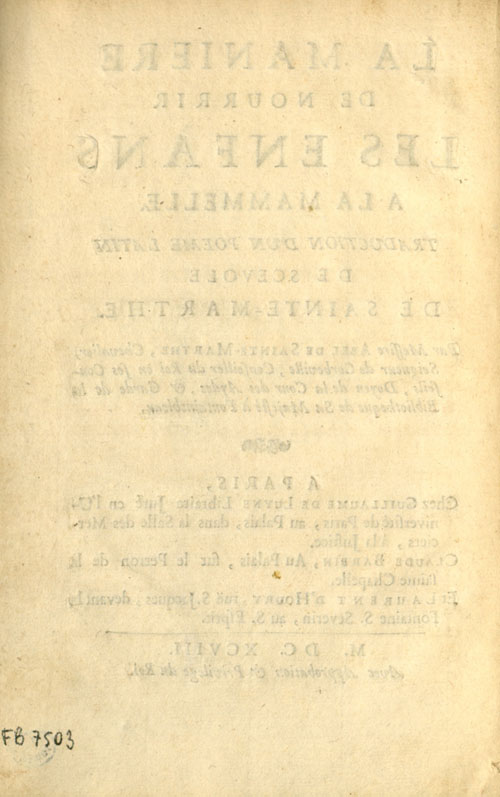 LA MANIERE
DE NOURRIR
LES ENFANS
A LA MAMMELLE.
TRADUCTION D'UN POEME LATIN
DE SCEVOLE
DE SAINTE-MARTHE.
Par Messire ABEL DE SAINTE-MARTHE, Chevalier,
Seigneur de Corbeville, Conseiller du Roi en ses Con-
seils, Doyen de la Cour des Aydes, & Garde de la
Bibliotheque de Sa Majesté à Fontainebleau.
A PARIS,
Chez GUILLAUME DE LUYNE Libraire Juré en l'U-
niversité de Paris, au Palais, dans la Salle des Mer-
ciers, à la Justice.
CLAUDE BARBIN, Au Palais, sur le Perron de la
sainte Chapelle.
Et LAURENT D'HOURY, ruë S. Jacques, devant la
Fontaine S. Severin, au S. Esprit.
M. DC. XCVIII.
Avec Approbation & Privilege du Roi.
FB 7503